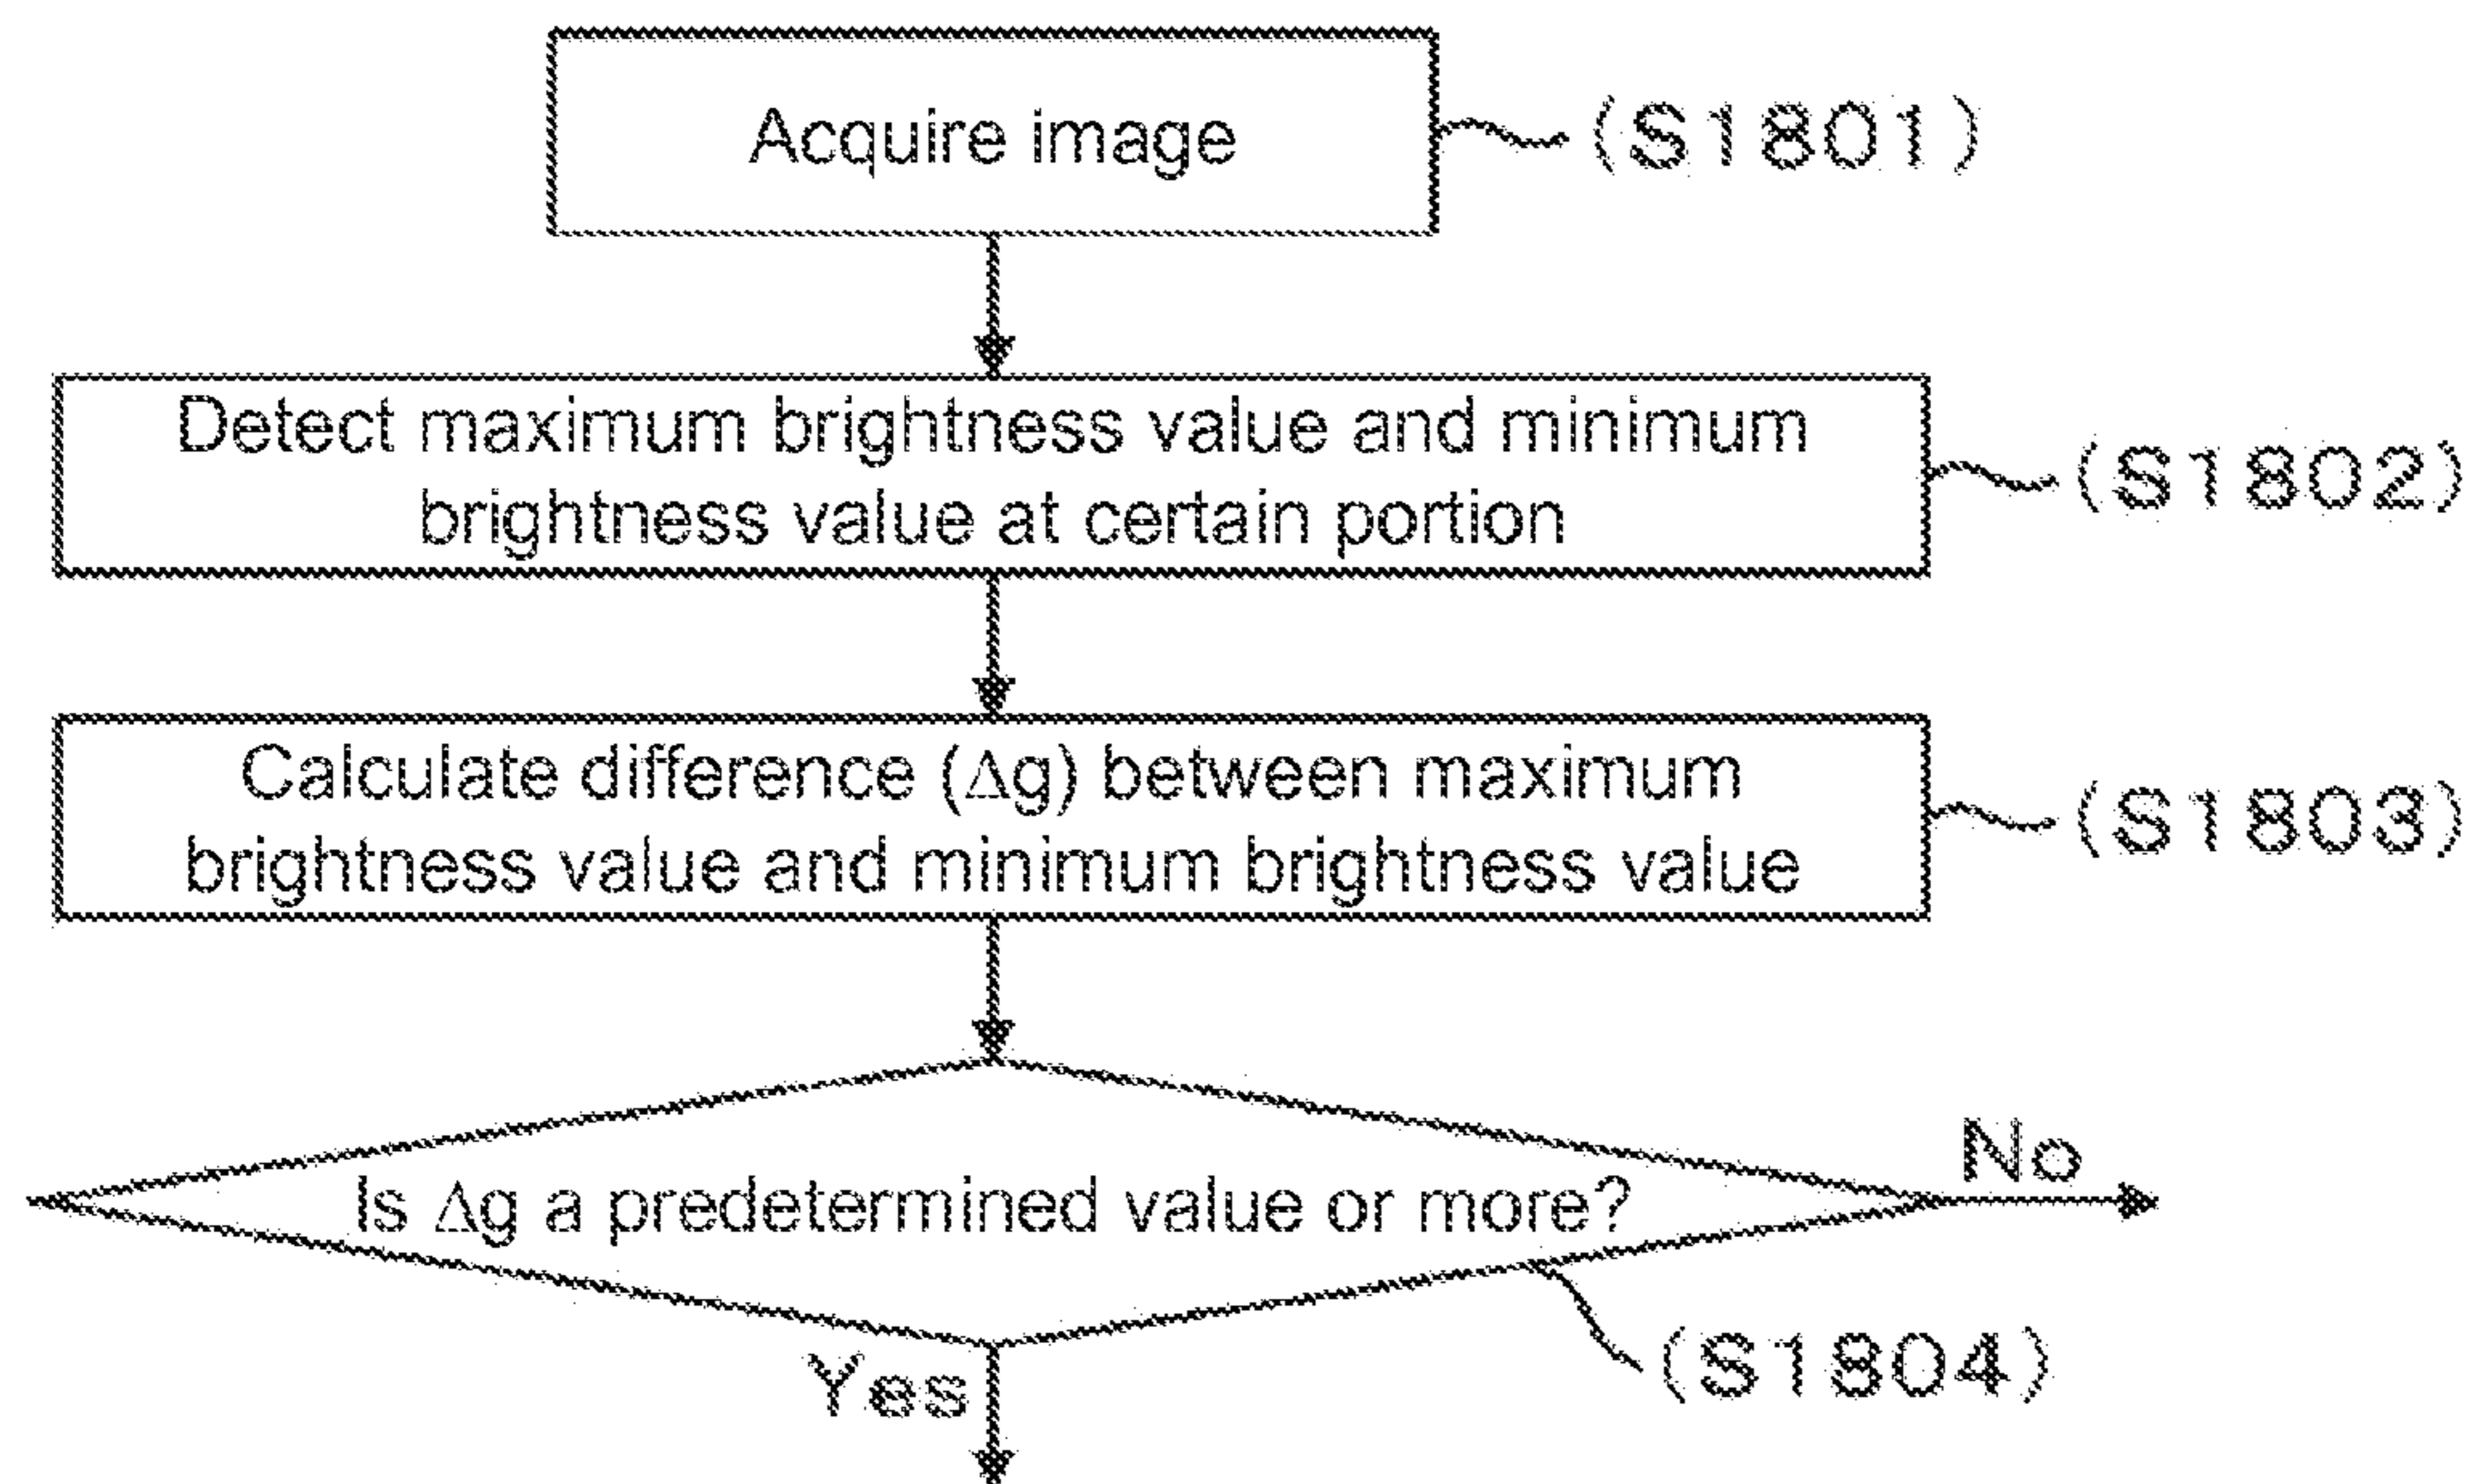 Acquire image
(S1801)
Detect maximum brightness value and minimum
brightness value at certain portion
(S1802)
Calculate difference (Δg) between maximum
brightness value and minimum brightness value
(S1803)
Is Δg a predetermined value or more?
No
(S1804)
Yes